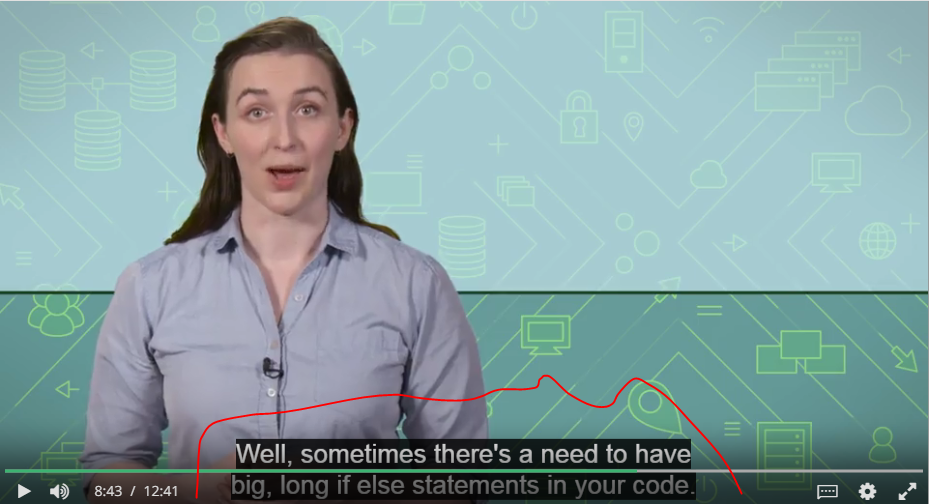 Well, sometimes there's a need to have
big, long if else statements in your code.
8:43 / 12:41